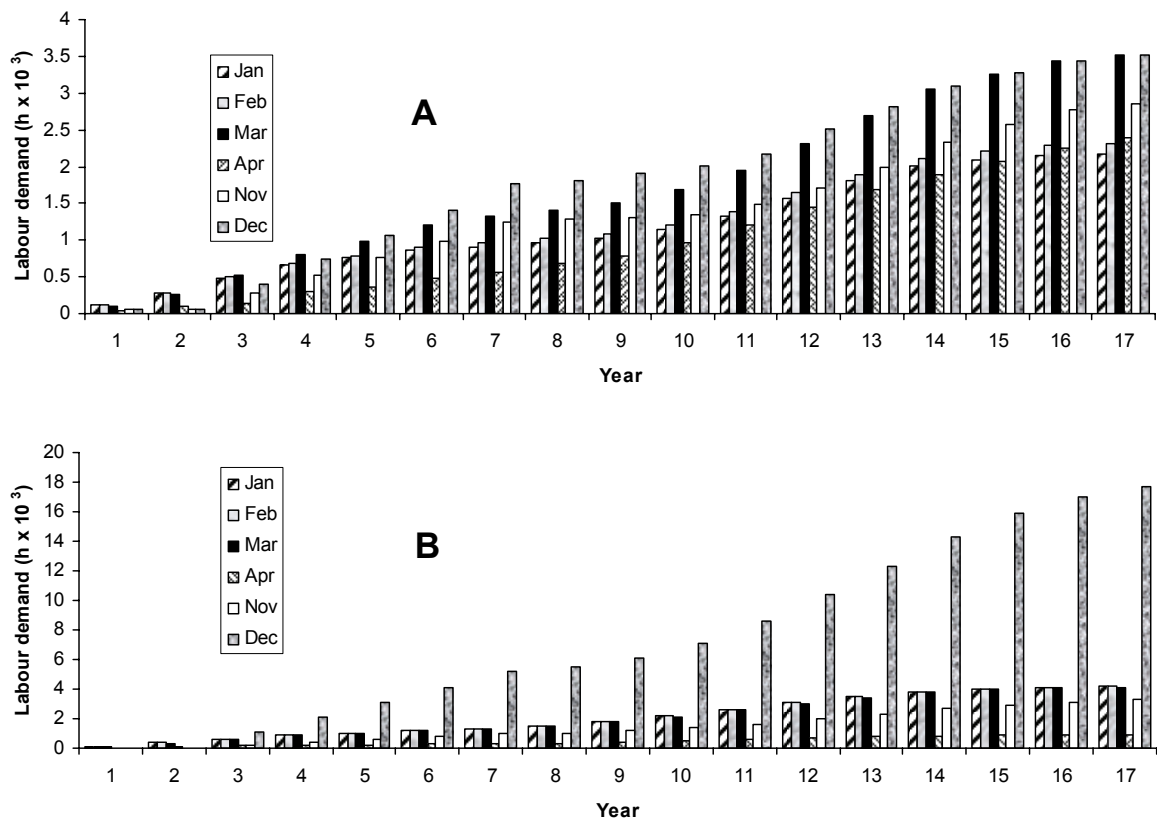 4
3.5
3
2.5
2
1.5
1
0.5
0
Labour demand (h x 10 3)
Jan
Feb
Mar
Apr
Nov
Dec
A
1 2 3 4 5 6 7 8 9 10 11 12 13 14 15 16 17
Year
20
18
16
14
12
10
8
6
4
2
0
Labour demand (h x 10 3)
Jan
Feb
Mar
Apr
Nov
Dec
B
1 2 3 4 5 6 7 8 9 10 11 12 13 14 15 16 17
Year